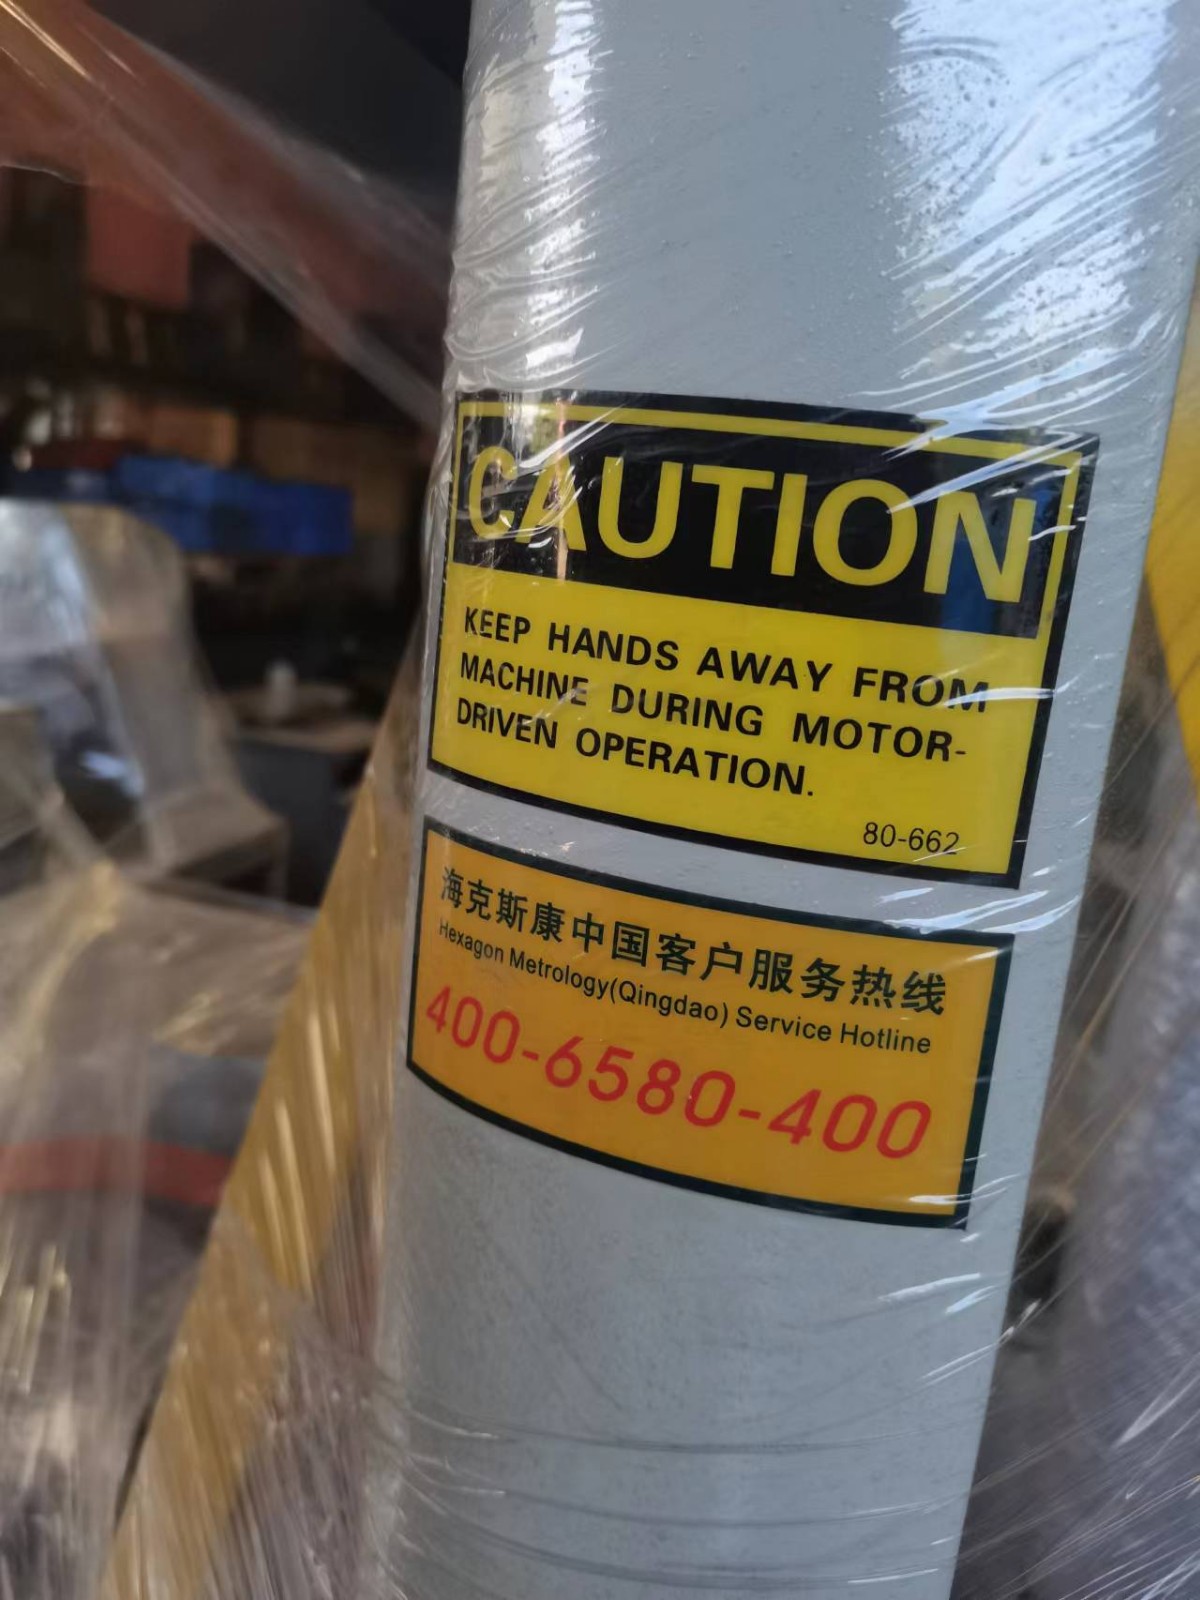 CAUTION
KEEP HANDS AWAY FROM
MACHINE DURING MOTOR-
DRIVEN OPERATION.
80-662
海克斯康中国客户服务热线
Hexagon Metrology(Qingdao) Service Hotline
400-6580-400